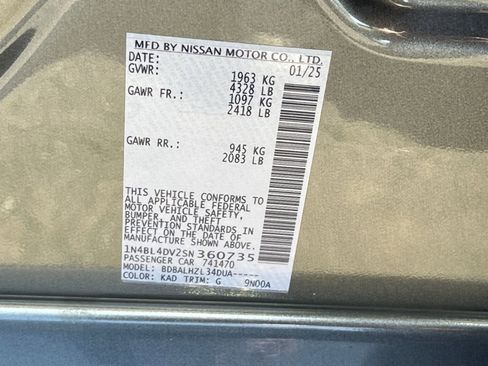 MFD BY NISSAN MOTOR CO., LTD.
DATE: 01/25
GVWR: 1963 KG
4328 LB
GAWR FR.: 1097 KG
2418 LB
GAWR RR.: 945 KG
2083 LB
THIS VEHICLE CONFORMS TO
ALL APPLICABLE FEDERAL
MOTOR VEHICLE SAFETY,
BUMPER, AND THEFT
PREVENTION STANDARDS IN
EFFECT ON THE DATE OF
MANUFACTURE SHOWN ABOVE.
1N4BL4DV2SN360735
PASSENGER CAR 741470
MODEL: BDBALHZL34DUA-----
COLOR: KAD TRIM: G 9N00A